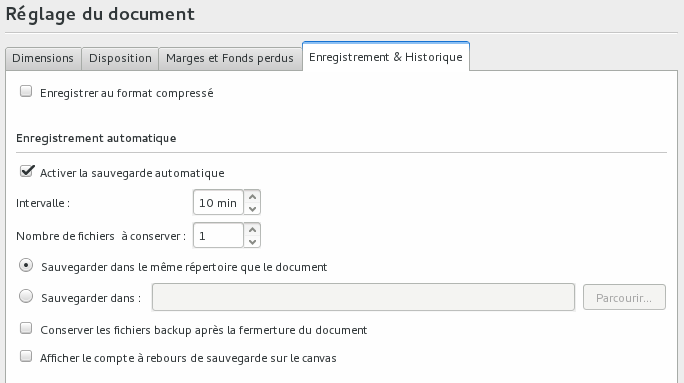 Réglage du document
Dimensions Disposition Marges et Fonds perdus Enregistrement & Historique
Enregistrer au format compressé
Enregistrement automatique
Activer la sauvegarde automatique
Intervalle : 10 min
Nombre de fichiers à conserver : 1
Sauvegarder dans le même répertoire que le document
Sauvegarder dans : Parcourir...
Conserver les fichiers backup après la fermerture du document
Afficher le compte à rebours de sauvegarde sur le canvas